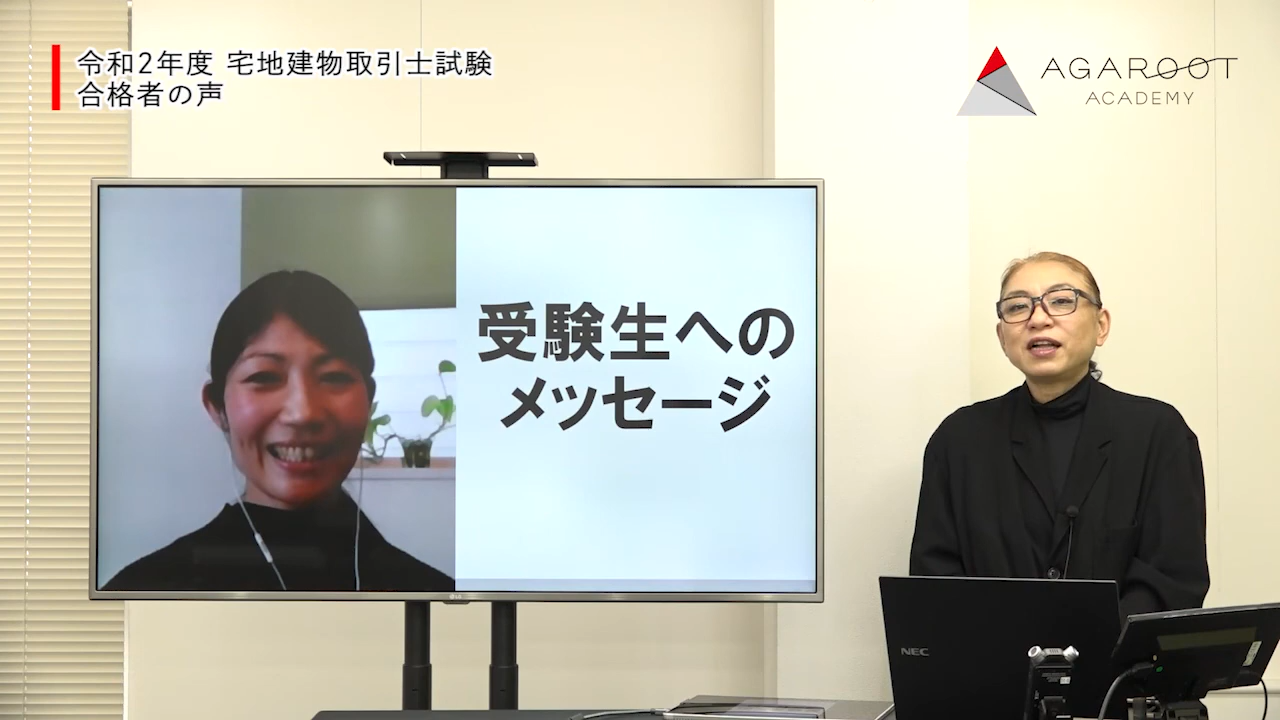 令和2年度 宅地建物取引士試験
合格者の声
AGAROOT
ACADEMY
受験生への
メッセージ
LG
NEC